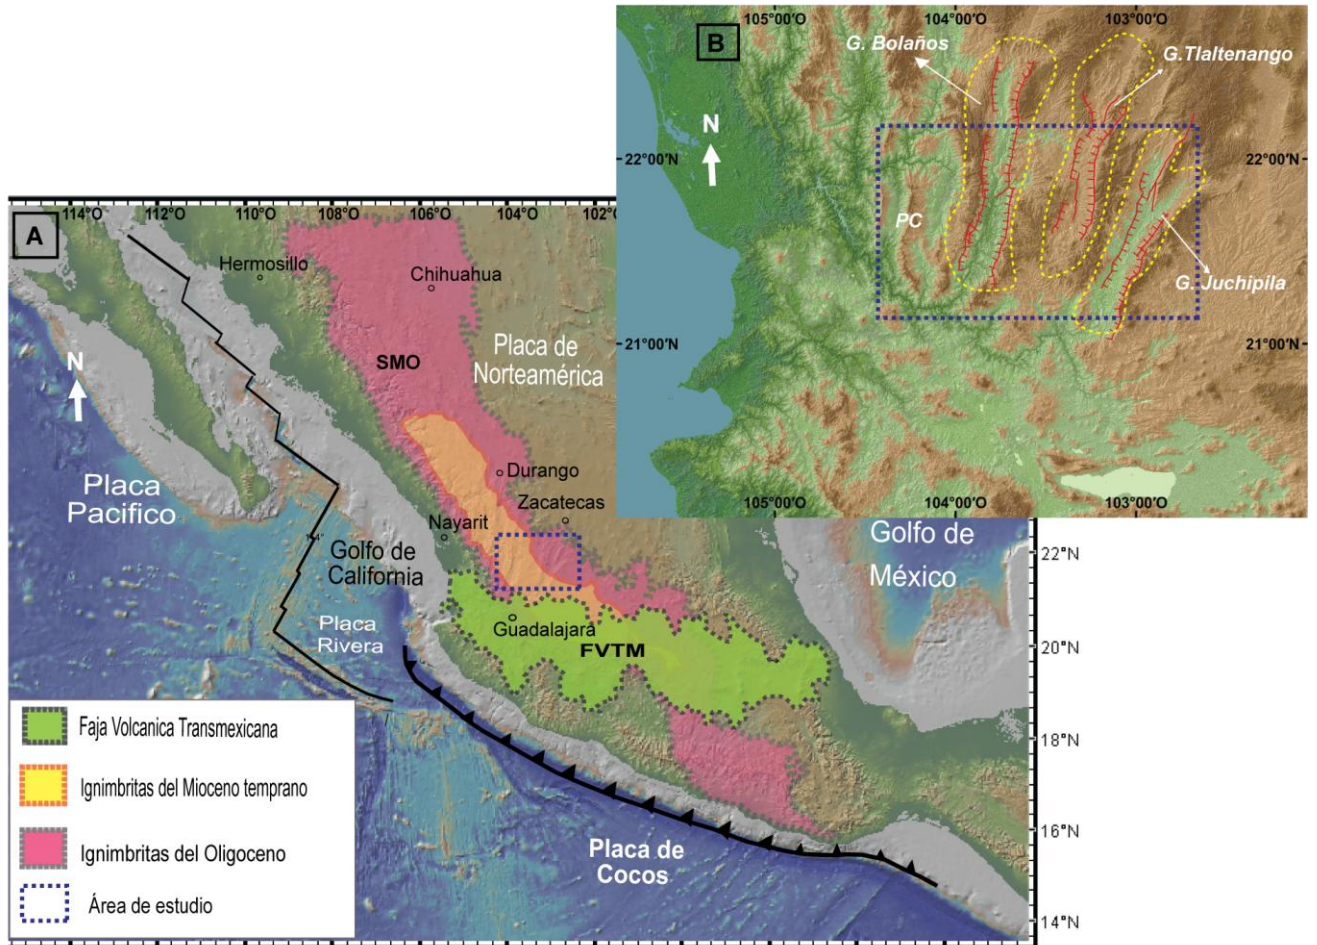 B
105°00'O
104°00'O
103°00'O
G. Bolaños
G.Tlaltenango
N
22°00'N
22°00'N
PC
G. Juchipila
21°00'N
21°00'N
105°00'O
104°00'O
103°00'O
A
114°O
112°O
110°O
108°O
106°O
104°O
102°O
Hermosillo
Chihuahua
Placa de
Norteamérica
SMO
N
Durango
Placa
Pacifico
Zacatecas
Nayarit
Golfo de
California
Golfo de
México
22°N
Placa
Rivera
Guadalajara
FVTM
20°N
18°N
16°N
14°N
Placa de
Cocos
Faja Volcanica Transmexicana
Ignimbritas del Mioceno temprano
Ignimbritas del Oligoceno
Área de estudio